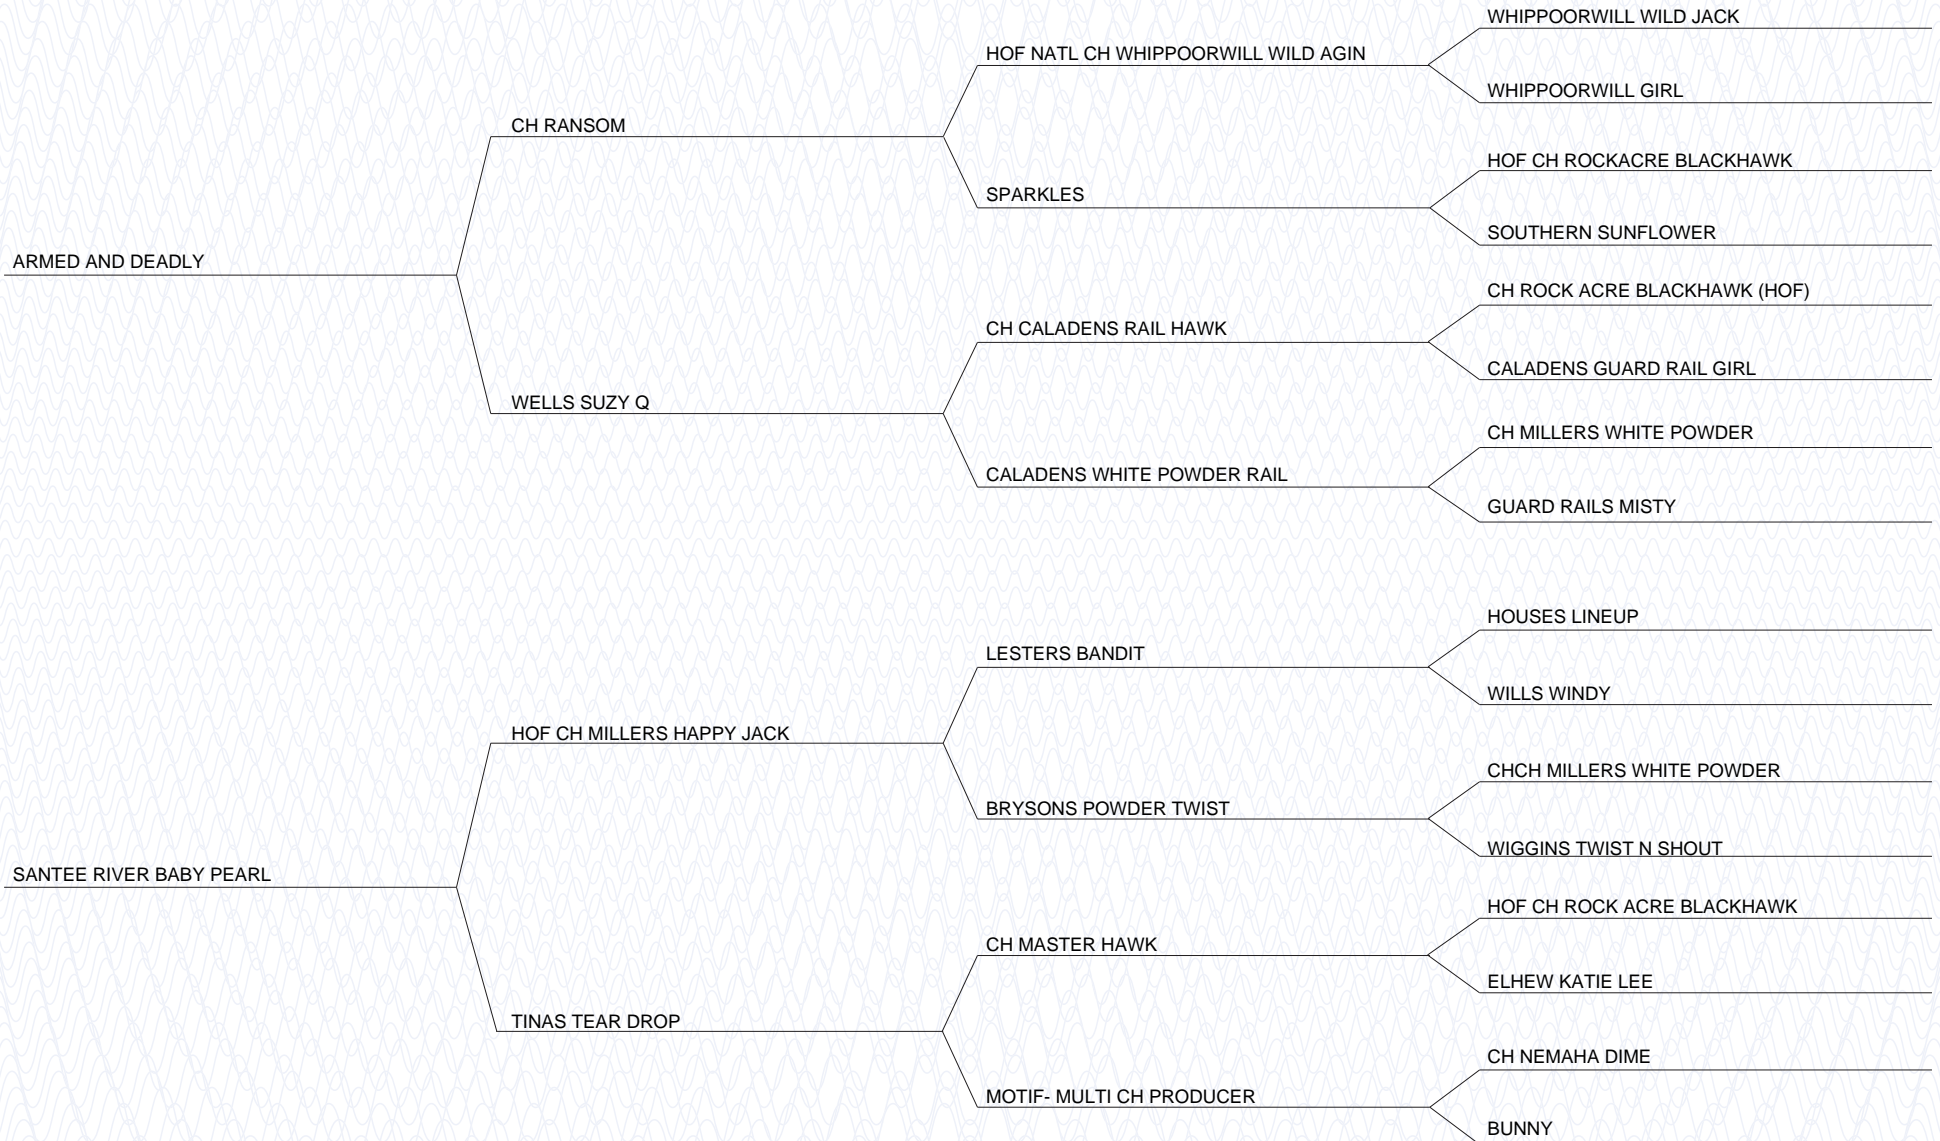 WHIPPOORWILL WILD JACK
HOF NATL CH WHIPPOORWILL WILD AGIN
WHIPPOORWILL GIRL
CH RANSOM
HOF CH ROCKACRE BLACKHAWK
SPARKLES
SOUTHERN SUNFLOWER
ARMED AND DEADLY
CH ROCK ACRE BLACKHAWK (HOF)
CH CALADENS RAIL HAWK
CALADENS GUARD RAIL GIRL
WELLS SUZY Q
CH MILLERS WHITE POWDER
CALADENS WHITE POWDER RAIL
GUARD RAILS MISTY
HOUSES LINEUP
LESTERS BANDIT
WILLS WINDY
HOF CH MILLERS HAPPY JACK
CHCH MILLERS WHITE POWDER
BRYSONS POWDER TWIST
WIGGINS TWIST N SHOUT
SANTEE RIVER BABY PEARL
HOF CH ROCK ACRE BLACKHAWK
CH MASTER HAWK
ELHEW KATIE LEE
TINAS TEAR DROP
CH NEMAHA DIME
MOTIF- MULTI CH PRODUCER
BUNNY